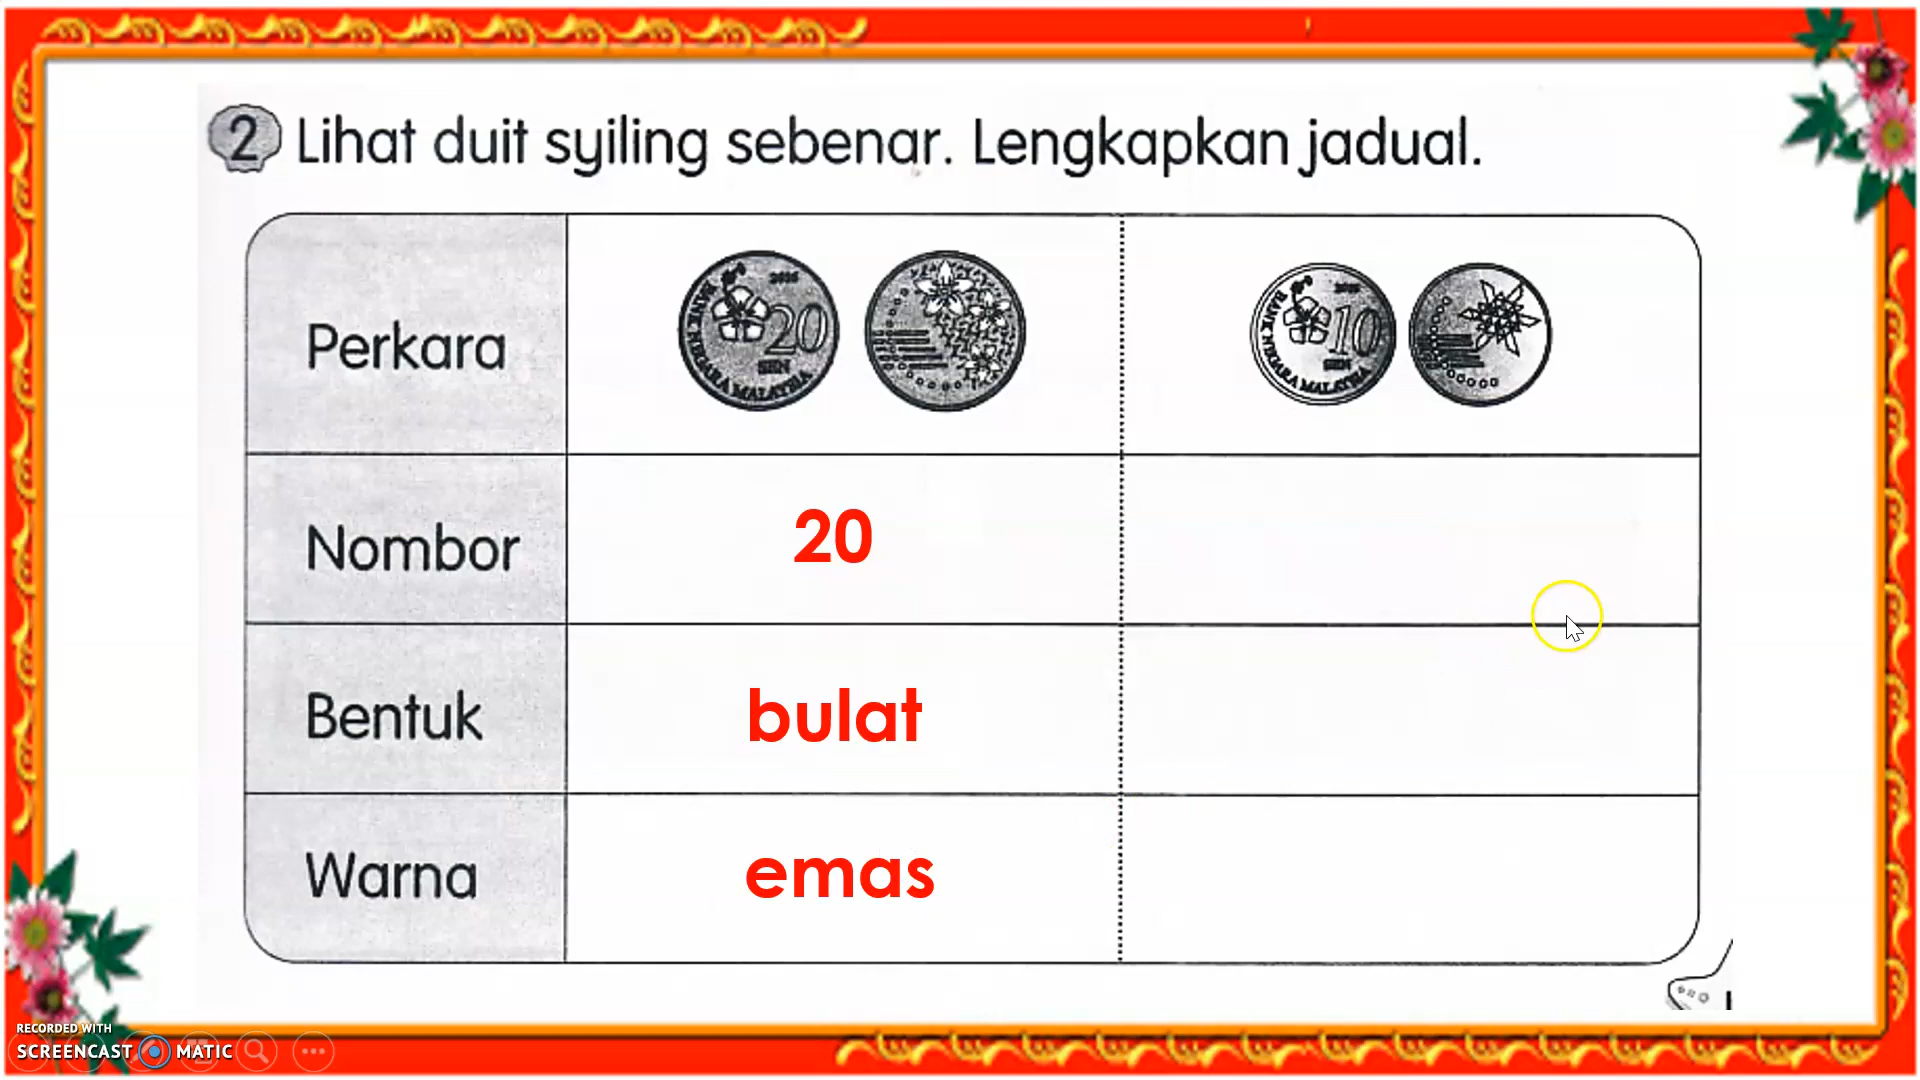 2 Lihat duit syiling sebenar. Lengkapkan jadual.
Perkara
BANK NEGARA MALAYSIA
20
SEN
BANK NEGARA MALAYSIA
10
SEN
Nombor
20
Bentuk
bulat
Warna
emas
RECORDED WITH
SCREENCAST MATIC